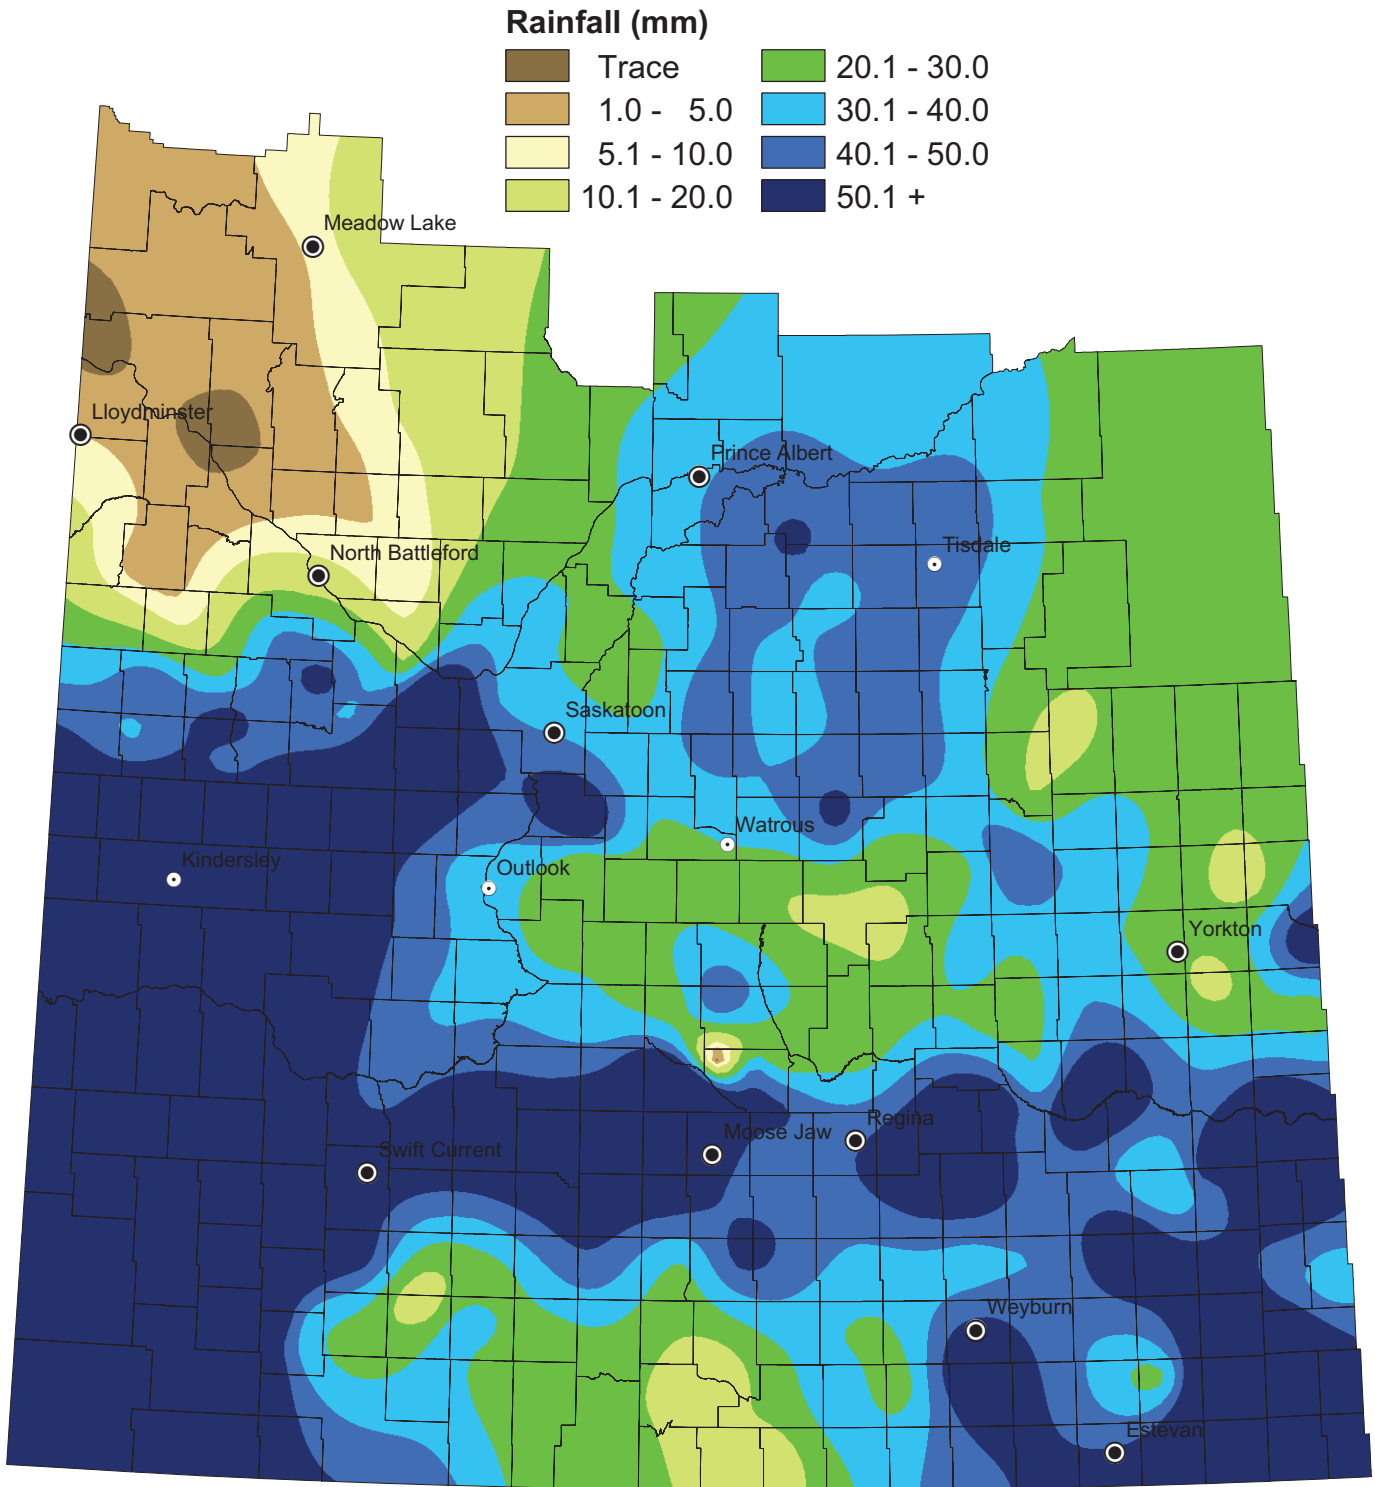 Rainfall (mm)
Trace
1.0 - 5.0
5.1 - 10.0
10.1 - 20.0
20.1 - 30.0
30.1 - 40.0
40.1 - 50.0
50.1 +
Meadow Lake
Lloydminster
Prince Albert
North Battleford
Tisdale
Saskatoon
Watrous
Kindersley
Outlook
Yorkton
Regina
Moose Jaw
Swift Current
Weyburn
Estevan